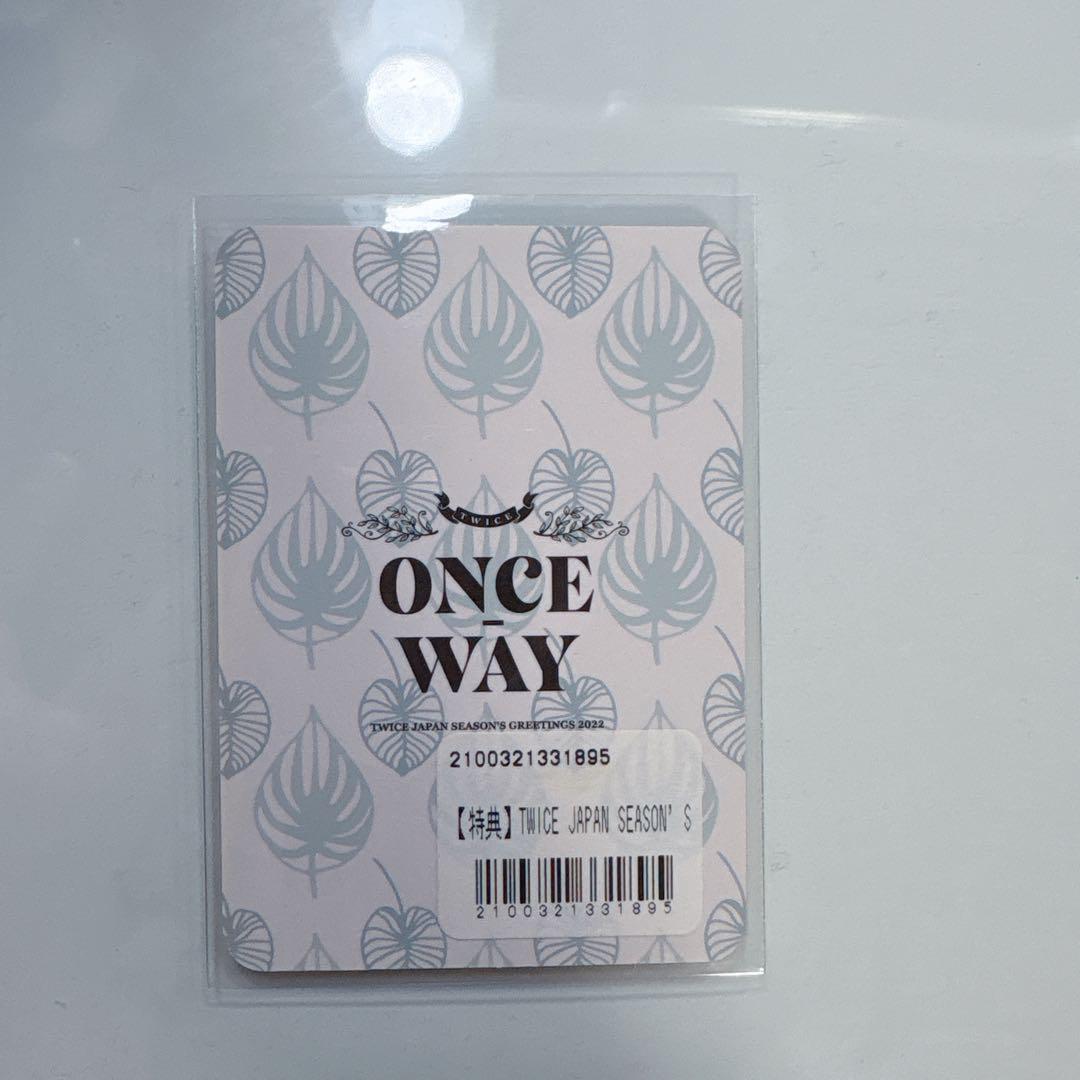 TWICE
ONCE
-
WAY
TWICE JAPAN SEASON'S GREETINGS 2022
2100321331895
【特典】TWICE JAPAN SEASON'S
2100321331895